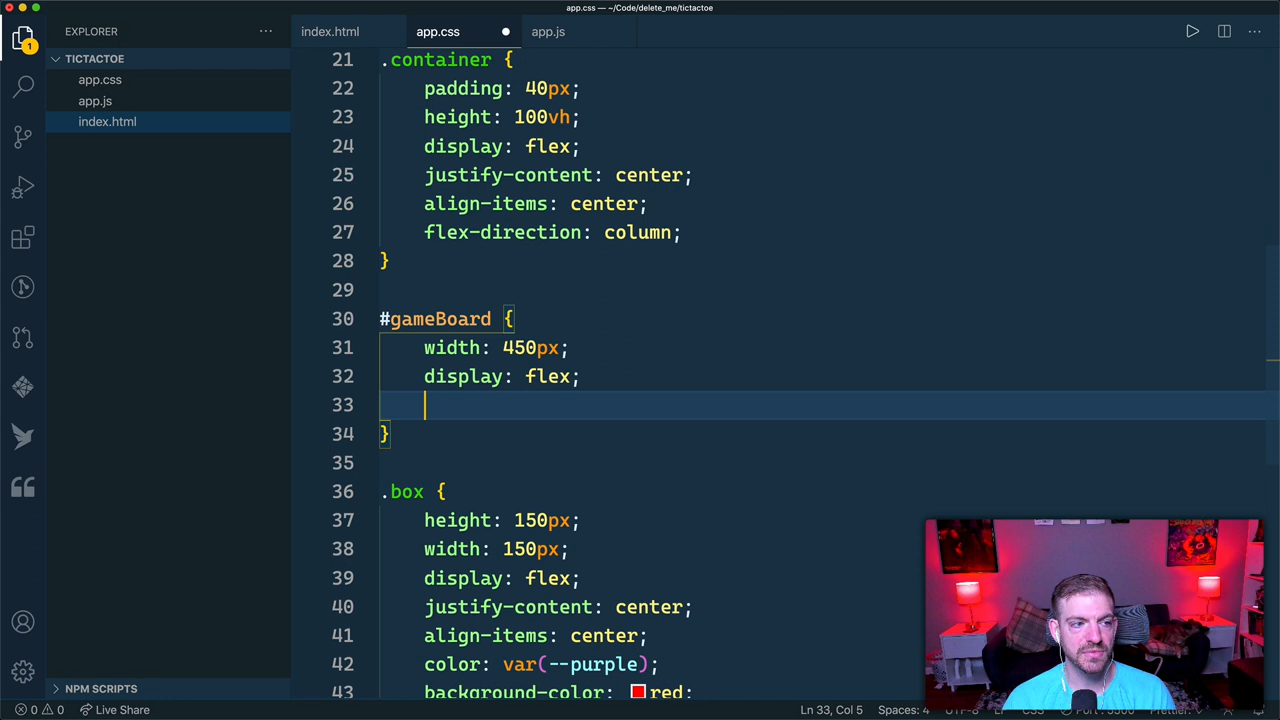 app.css — ~/Code/delete_me/tictactoe
EXPLORER
index.html
app.css
app.js
1
TICTACTOE
app.css
app.js
index.html
21 .container {
22 padding: 40px;
23 height: 100vh;
24 display: flex;
25 justify-content: center;
26 align-items: center;
27 flex-direction: column;
28 }
29
30 #gameBoard {
31 width: 450px;
32 display: flex;
33
34 }
35
36 .box {
37 height: 150px;
38 width: 150px;
39 display: flex;
40 justify-content: center;
41 align-items: center;
42 color: var(--purple);
43 background-color: red;
NPM SCRIPTS
0 0 Live Share
Ln 33, Col 5 Spaces: 4